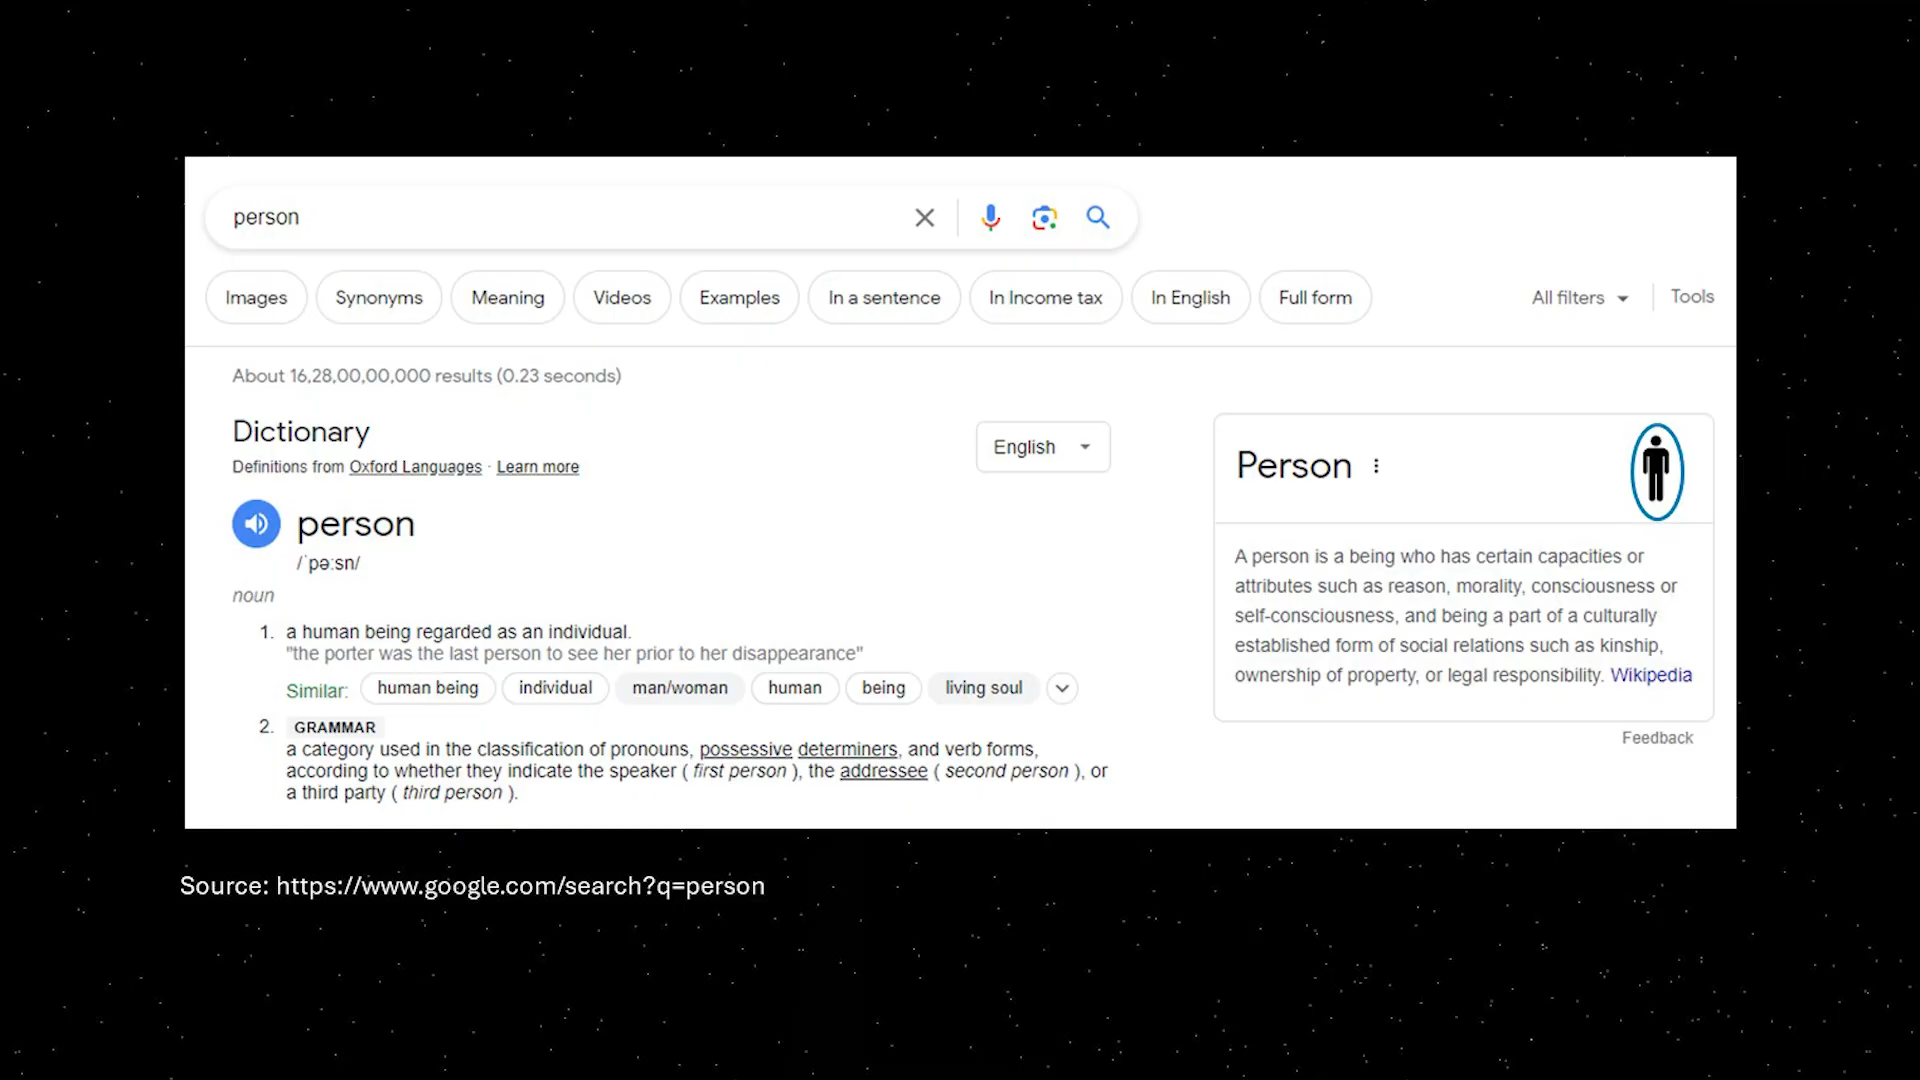 person
Images Synonyms Meaning Videos Examples In a sentence In Income tax In English Full form All filters Tools
About 16,28,00,00,000 results (0.23 seconds)
Dictionary
Definitions from Oxford Languages · Learn more
English
person
/ˈpəːsn/
noun
1. a human being regarded as an individual.
"the porter was the last person to see her prior to her disappearance"
Similar: human being individual man/woman human being living soul
2. GRAMMAR
a category used in the classification of pronouns, possessive determiners, and verb forms,
according to whether they indicate the speaker ( first person ), the addressee ( second person ), or
a third party ( third person ).
Person
A person is a being who has certain capacities or
attributes such as reason, morality, consciousness or
self-consciousness, and being a part of a culturally
established form of social relations such as kinship,
ownership of property, or legal responsibility. Wikipedia
Feedback
Source: https://www.google.com/search?q=person